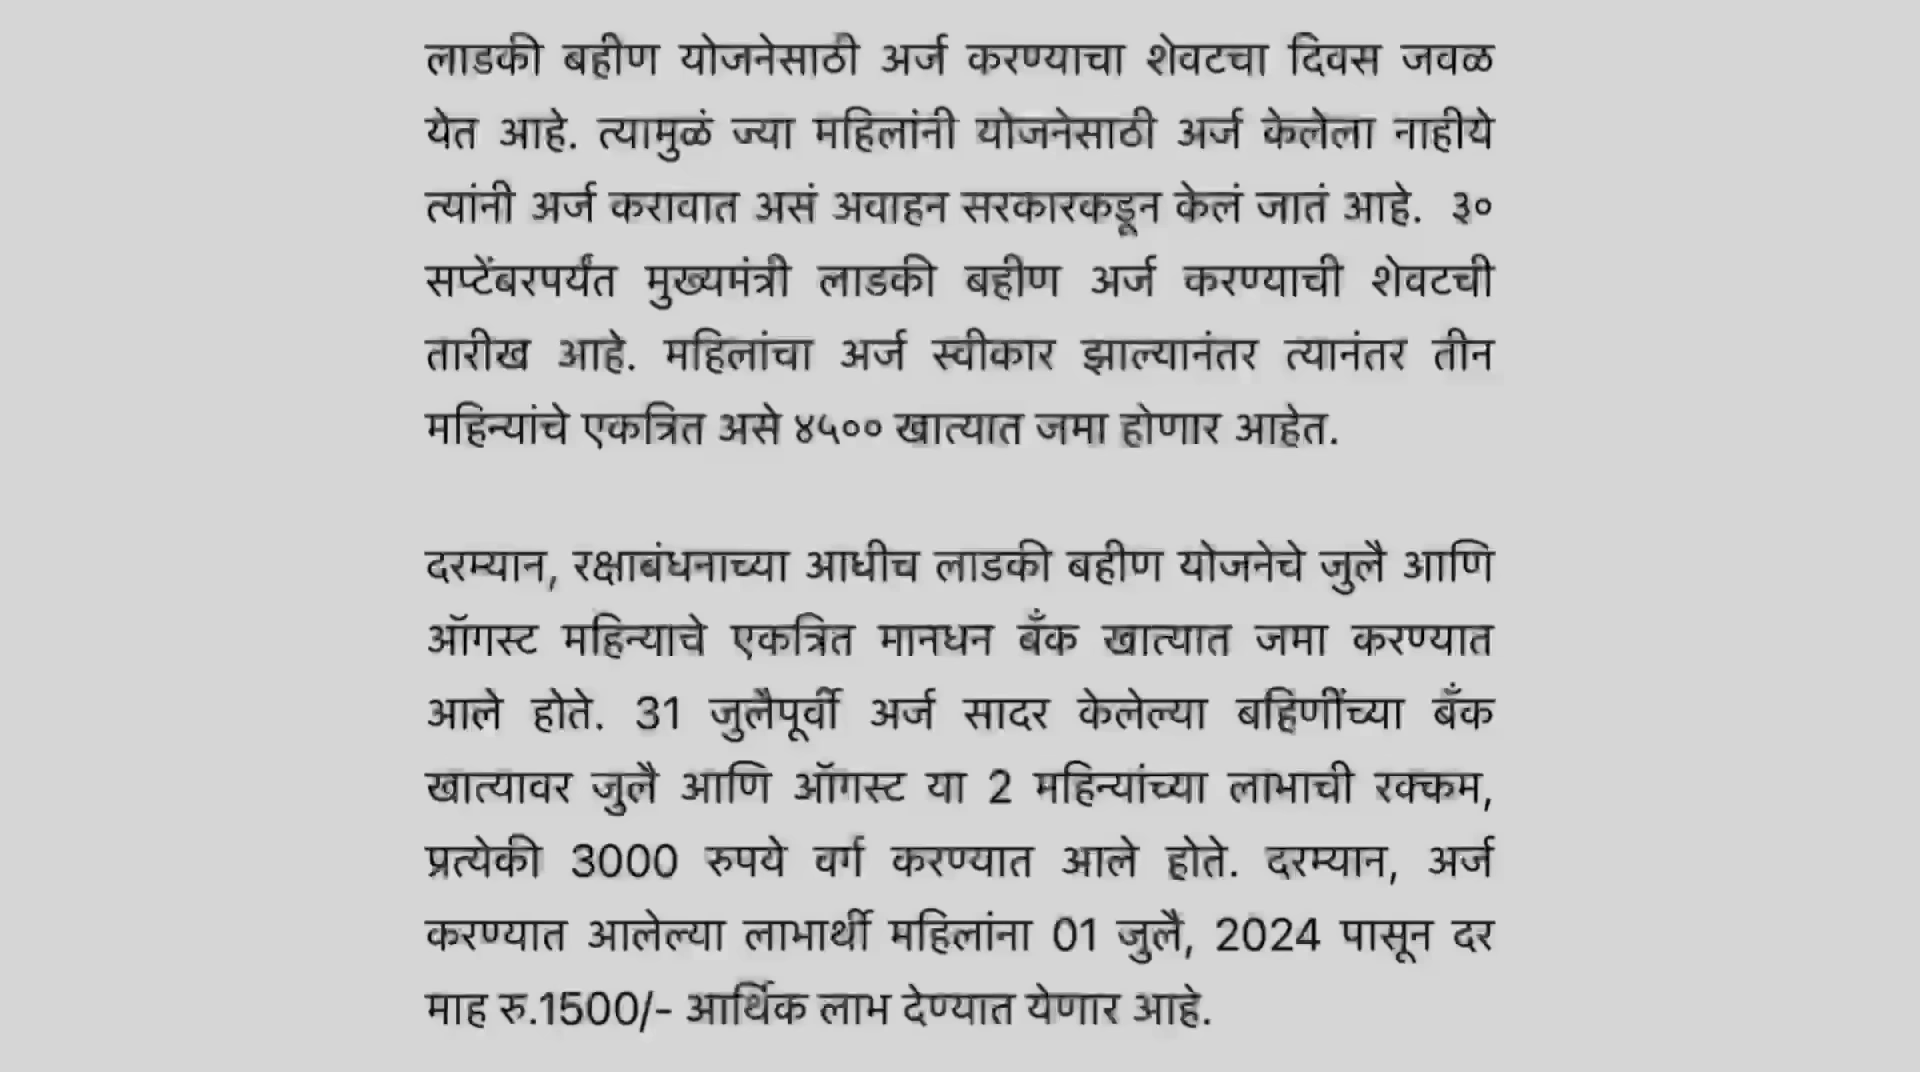 लाडकी बहीण योजनेसाठी अर्ज करण्याचा शेवटचा दिवस जवळ
येत आहे. त्यामुळं ज्या महिलांनी योजनेसाठी अर्ज केलेला नाहीये
त्यांनी अर्ज करावात असं अवाहन सरकारकडून केलं जातं आहे. ३०
सप्टेंबरपर्यंत मुख्यमंत्री लाडकी बहीण अर्ज करण्याची शेवटची
तारीख आहे. महिलांचा अर्ज स्वीकार झाल्यानंतर त्यानंतर तीन
महिन्यांचे एकत्रित असे ४५०० खात्यात जमा होणार आहेत.
दरम्यान, रक्षाबंधनाच्या आधीच लाडकी बहीण योजनेचे जुलै आणि
ऑगस्ट महिन्याचे एकत्रित मानधन बँक खात्यात जमा करण्यात
आले होते. 31 जुलैपूर्वी अर्ज सादर केलेल्या बहिणींच्या बँक
खात्यावर जुलै आणि ऑगस्ट या 2 महिन्यांच्या लाभाची रक्कम,
प्रत्येकी 3000 रुपये वर्ग करण्यात आले होते. दरम्यान, अर्ज
करण्यात आलेल्या लाभार्थी महिलांना 01 जुलै, 2024 पासून दर
माह रु.1500/- आर्थिक लाभ देण्यात येणार आहे.